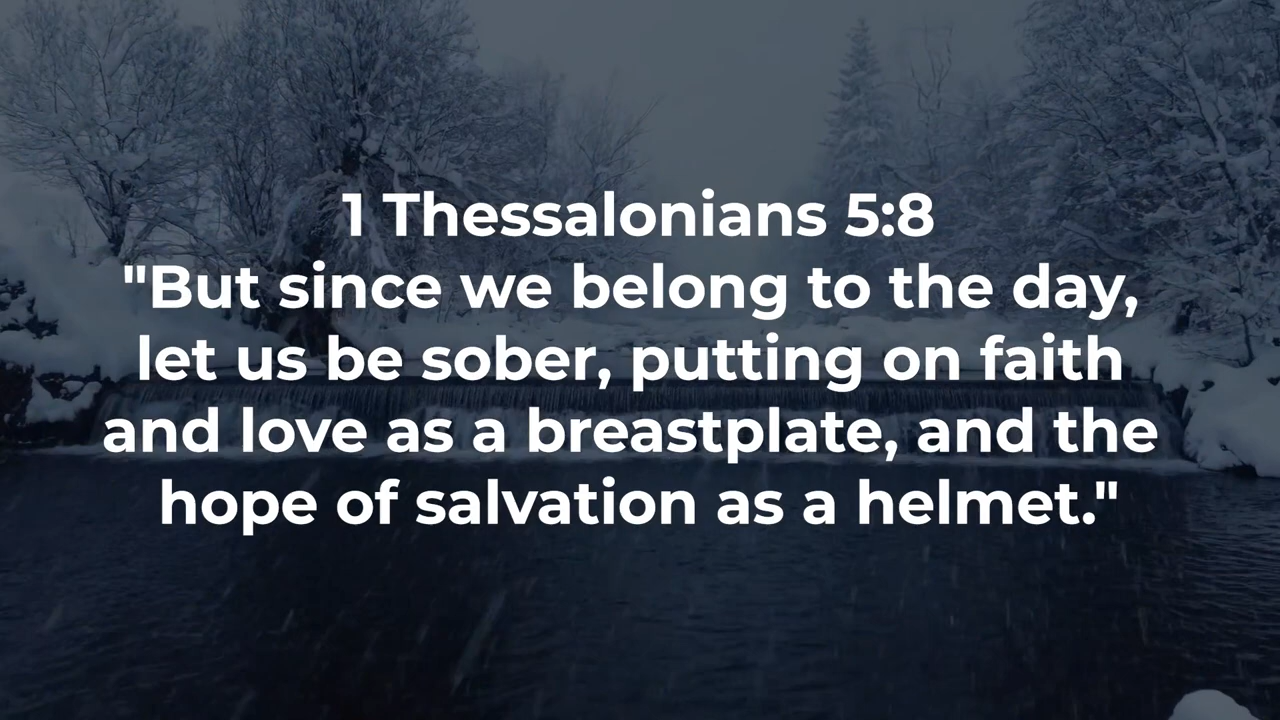 1 Thessalonians 5:8
"But since we belong to the day,
let us be sober, putting on faith
and love as a breastplate, and the
hope of salvation as a helmet."